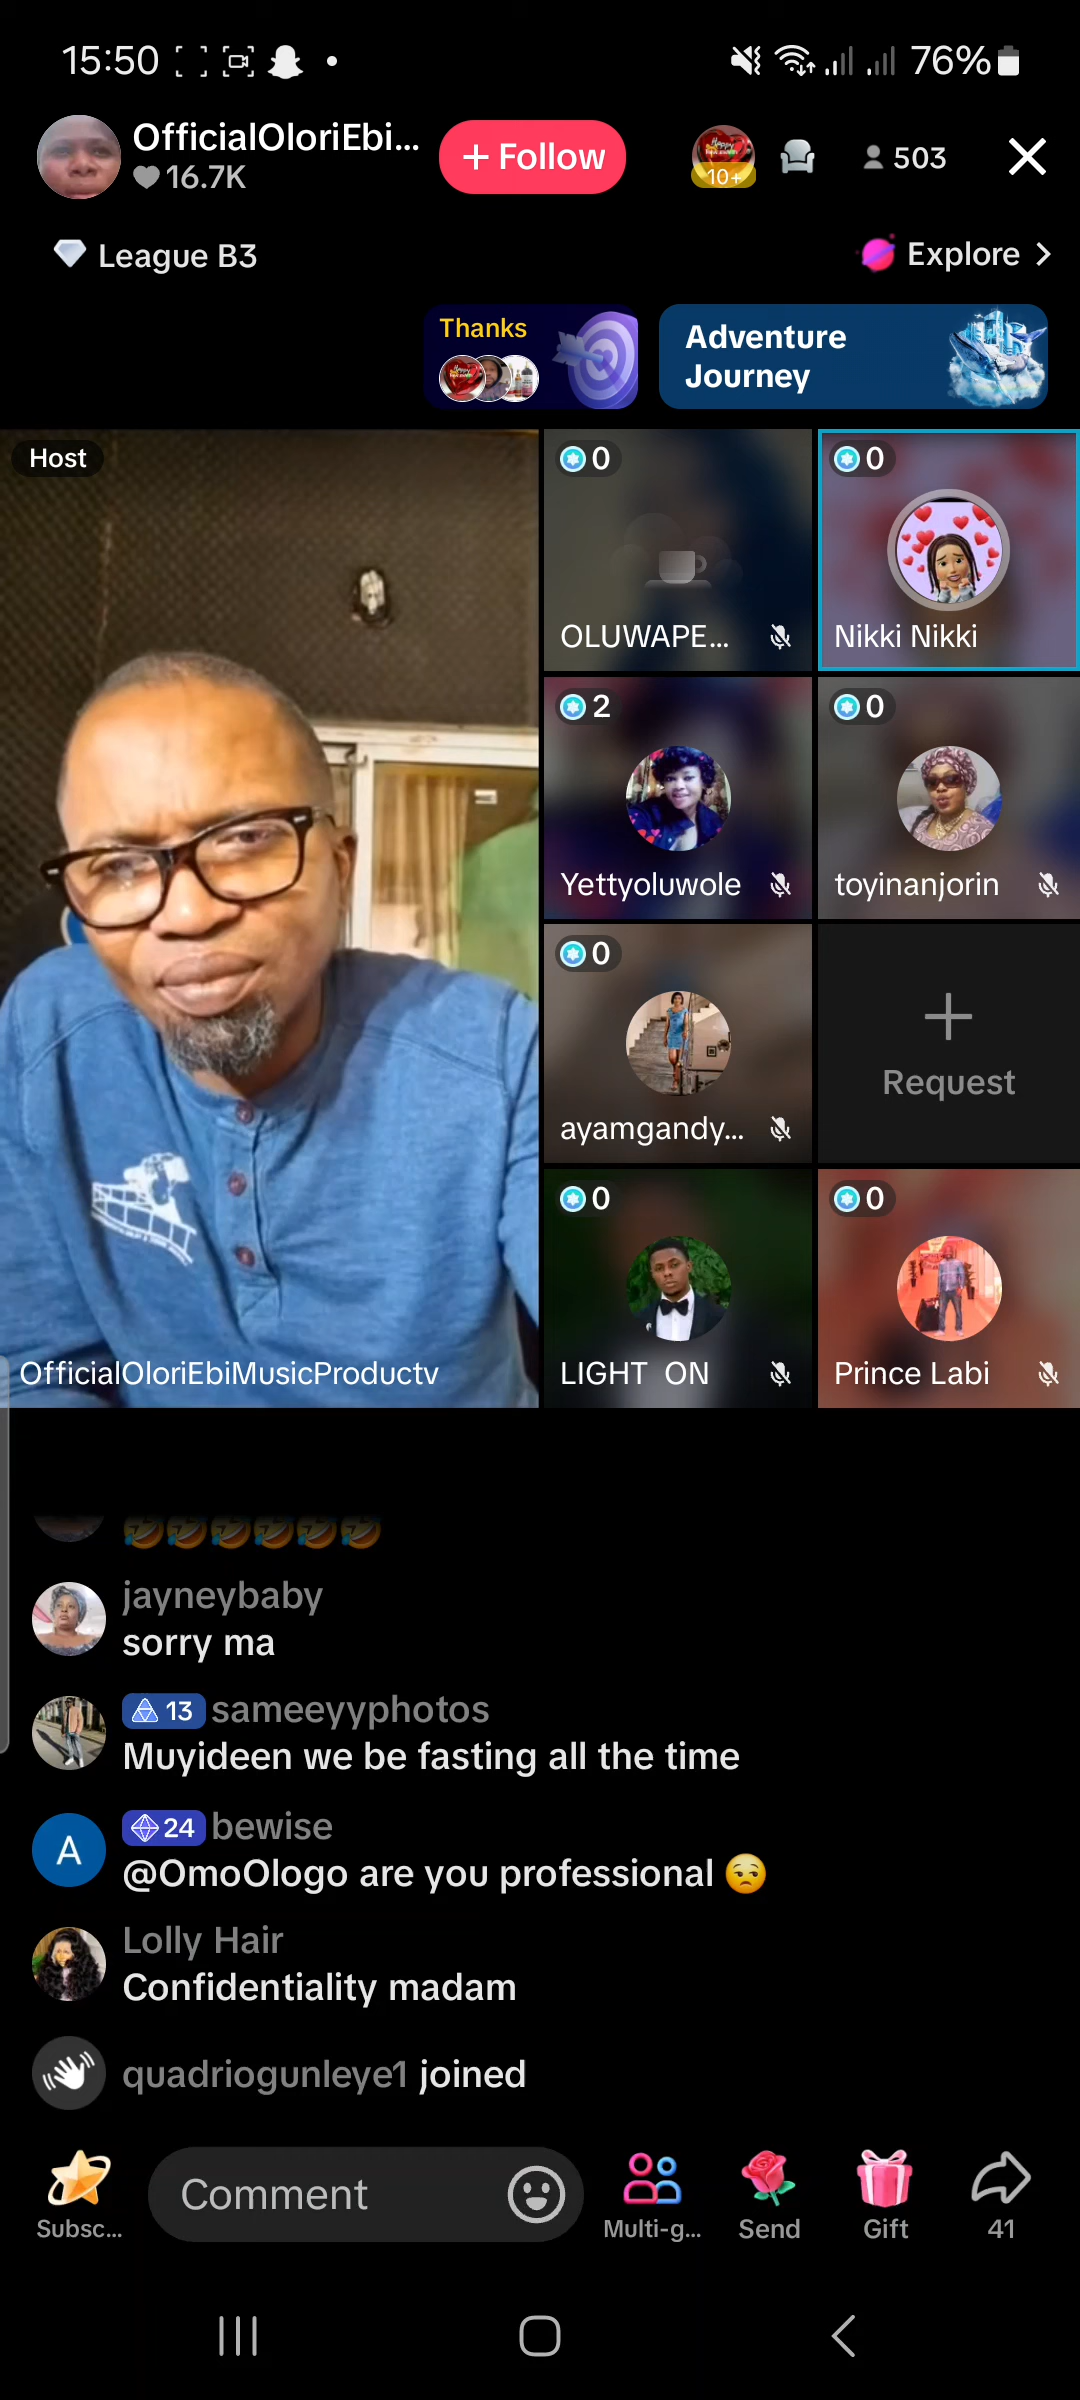 15:50
76%
OfficialOloriEbi...
16.7K
+ Follow
10+
503
League B3
Explore >
Thanks
Adventure
Journey
Host
0
OLUWAPE...
0
Nikki Nikki
2
Yettyoluwole
0
toyinanjorin
0
ayamgandy...
+
Request
0
LIGHT ON
0
Prince Labi
OfficialOloriEbiMusicProductv
🤣🤣🤣🤣🤣🤣
jayneybaby
sorry ma
13 sameeyyphotos
Muyideen we be fasting all the time
A
24 bewise
@OmoOlogo are you professional 😒
Lolly Hair
Confidentiality madam
quadriogunleye1 joined
Comment
Subsc...
Multi-g...
Send
Gift
41